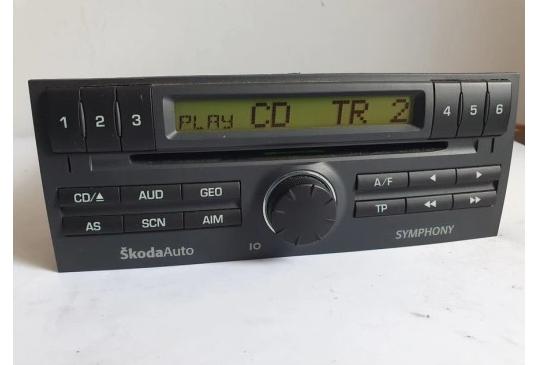 1 2 3 PLAY CD TR 2 4 5 6
CD/▲ AUD GEO A/F ◄ ►
AS SCN AIM TP ◄◄ ►►
ŠkodaAuto IO SYMPHONY